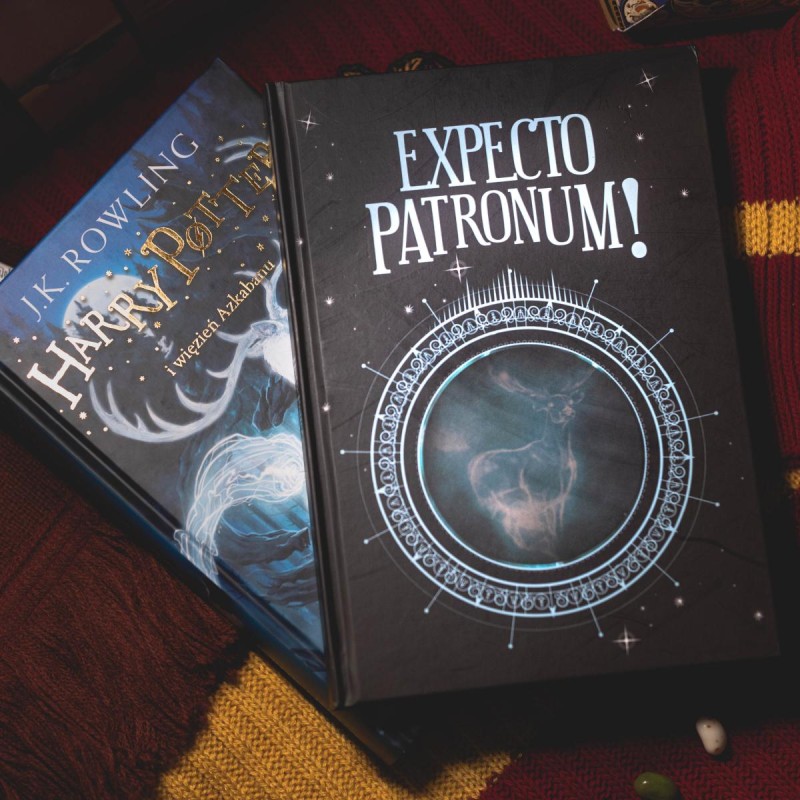 J.K. ROWLING
HARRY POTTER
i więzień Azkabanu
EXPECTO
PATRONUM!